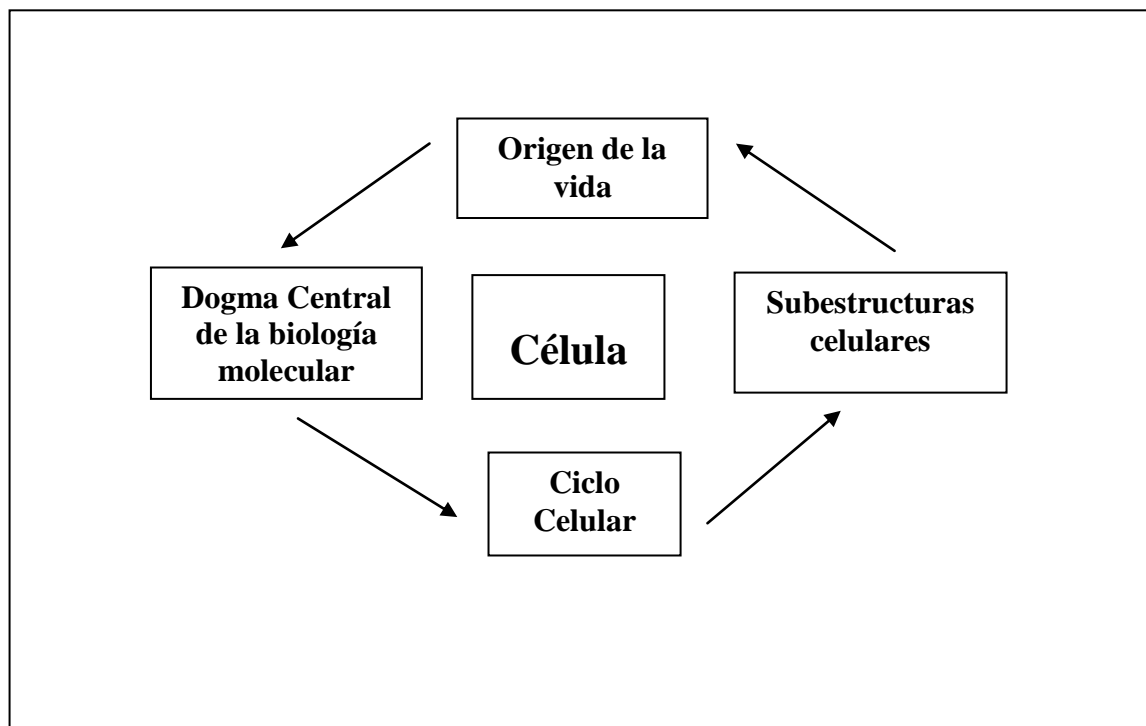 Origen de la
vida
Dogma Central
de la biología
molecular
Célula
Subestructuras
celulares
Ciclo
Celular